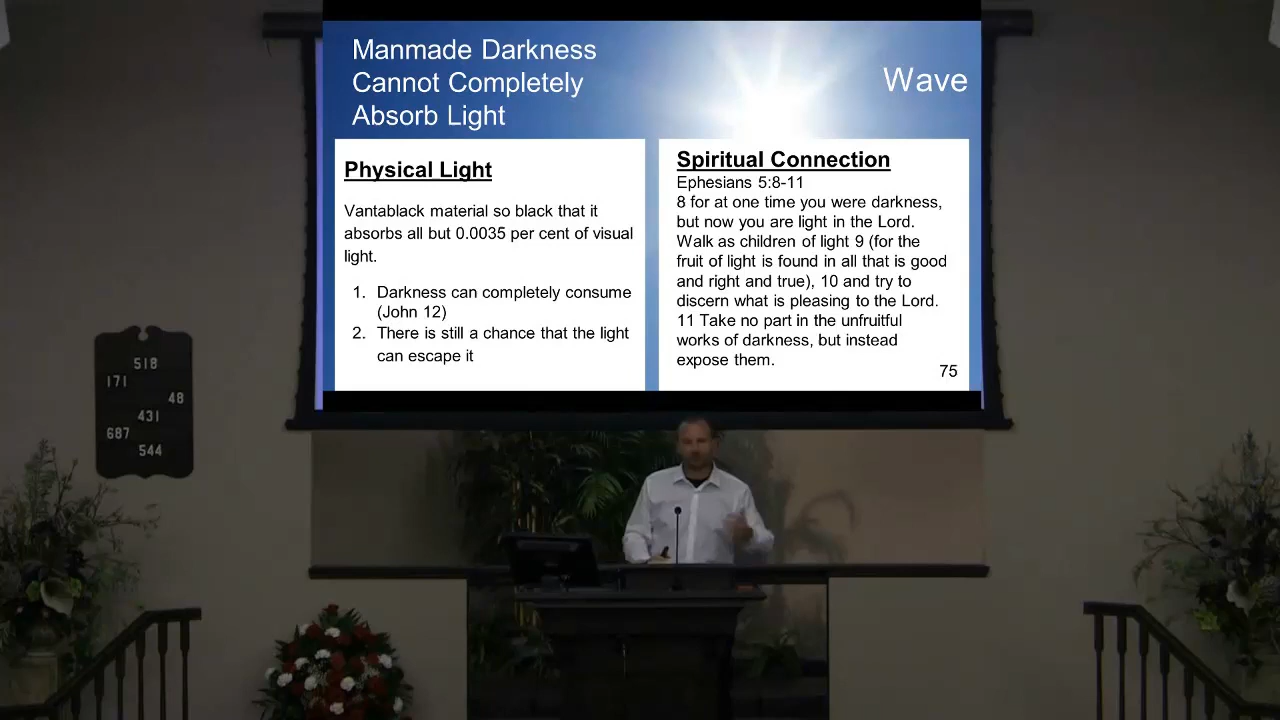 Manmade Darkness
Cannot Completely
Absorb Light
Wave
Physical Light
Vantablack material so black that it
absorbs all but 0.0035 per cent of visual
light.
1. Darkness can completely consume
(John 12)
2. There is still a chance that the light
can escape it
Spiritual Connection
Ephesians 5:8-11
8 for at one time you were darkness,
but now you are light in the Lord.
Walk as children of light 9 (for the
fruit of light is found in all that is good
and right and true), 10 and try to
discern what is pleasing to the Lord.
11 Take no part in the unfruitful
works of darkness, but instead
expose them.
75
518
171
48
431
687
544